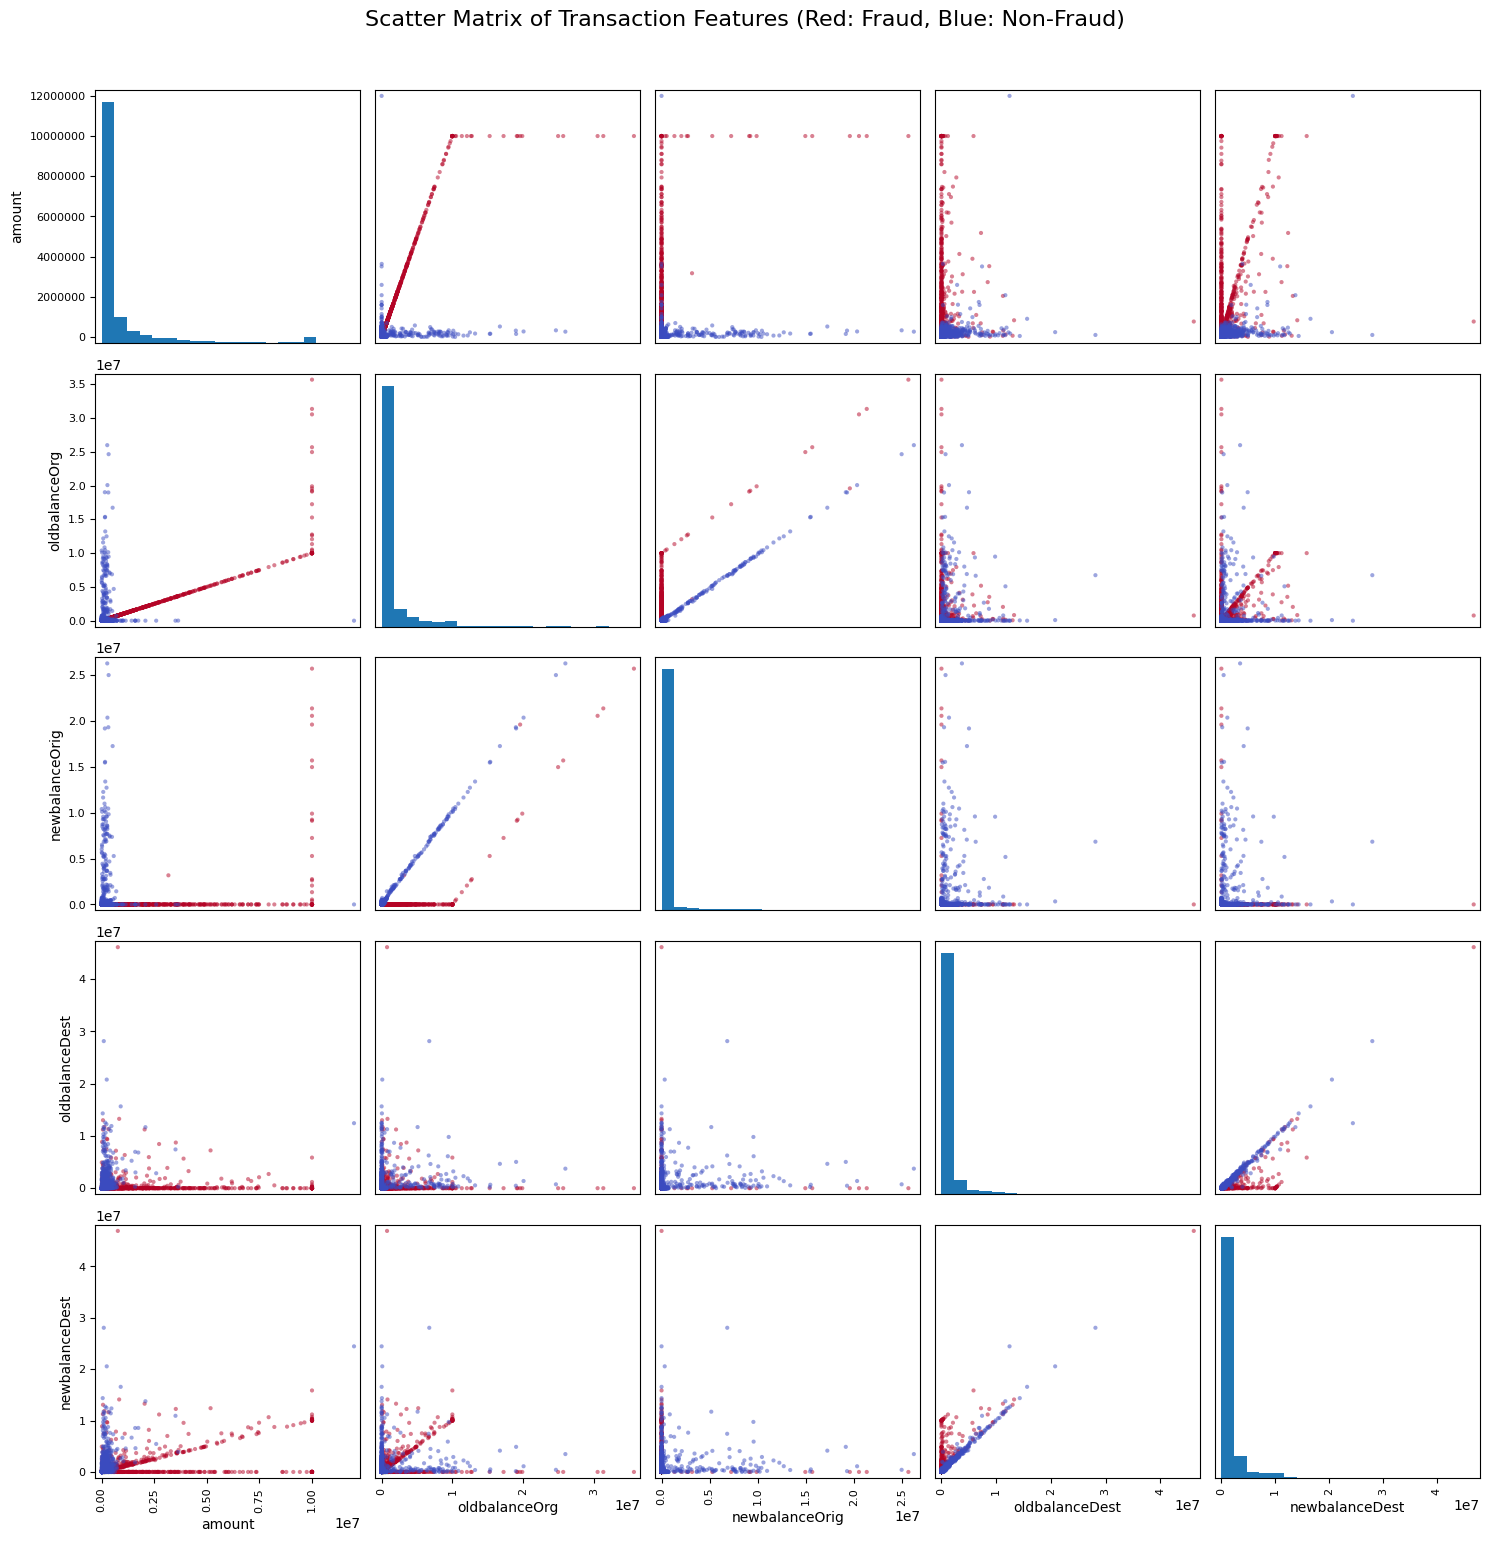 Scatter Matrix of Transaction Features (Red: Fraud, Blue: Non-Fraud)
12000000
10000000
8000000
6000000
4000000
2000000
0
amount
1e7
3.5
3.0
2.5
2.0
1.5
1.0
0.5
0.0
oldbalanceOrg
1e7
2.5
2.0
1.5
1.0
0.5
0.0
newbalanceOrig
1e7
4
3
2
1
0
oldbalanceDest
1e7
4
3
2
1
0
newbalanceDest
0.00 0.25 0.50 0.75 1.00
1e7
amount
0 1 2 3
1e7
oldbalanceOrg
0.0 0.5 1.0 1.5 2.0 2.5
1e7
newbalanceOrig
0 1 2 3 4
1e7
oldbalanceDest
0 1 2 3 4
1e7
newbalanceDest